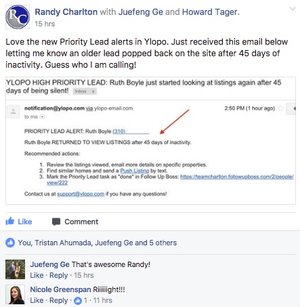 RC
Randy Charlton with Juefeng Ge and Howard Tager.
15 hrs
Love the new Priority Lead alerts in Ylopo. Just received this email below
letting me know an older lead popped back on the site after 45 days
of inactivity. Guess who I am calling!
YLOPO HIGH PRIORITY LEAD: Ruth Boyle just started looking at listings again after 45
days of being silent! Inbox x
notification@ylopo.com via ylopo-email.com
2:50 PM (1 hour ago)
to me
PRIORITY LEAD ALERT: Ruth Boyle (310)
Ruth Boyle RETURNED TO VIEW LISTINGS after 45 days of inactivity.
Recommended actions:
1. Review the listings viewed, email more details on specific properties.
2. Find similar homes and send a Push Listing by text.
3. Mark the Priority Lead task as "done" in Follow Up Boss: https://teamcharlton.followupboss.com/2/people/
view/222
Contact us at support@ylopo.com if you have any questions!
Like Comment
You, Tristan Ahumada, Juefeng Ge and 5 others
Juefeng Ge That's awesome Randy!
Like · Reply · 15 hrs
Nicole Greenspan Riiiiight!!!
Like · Reply · 1 · 11 hrs